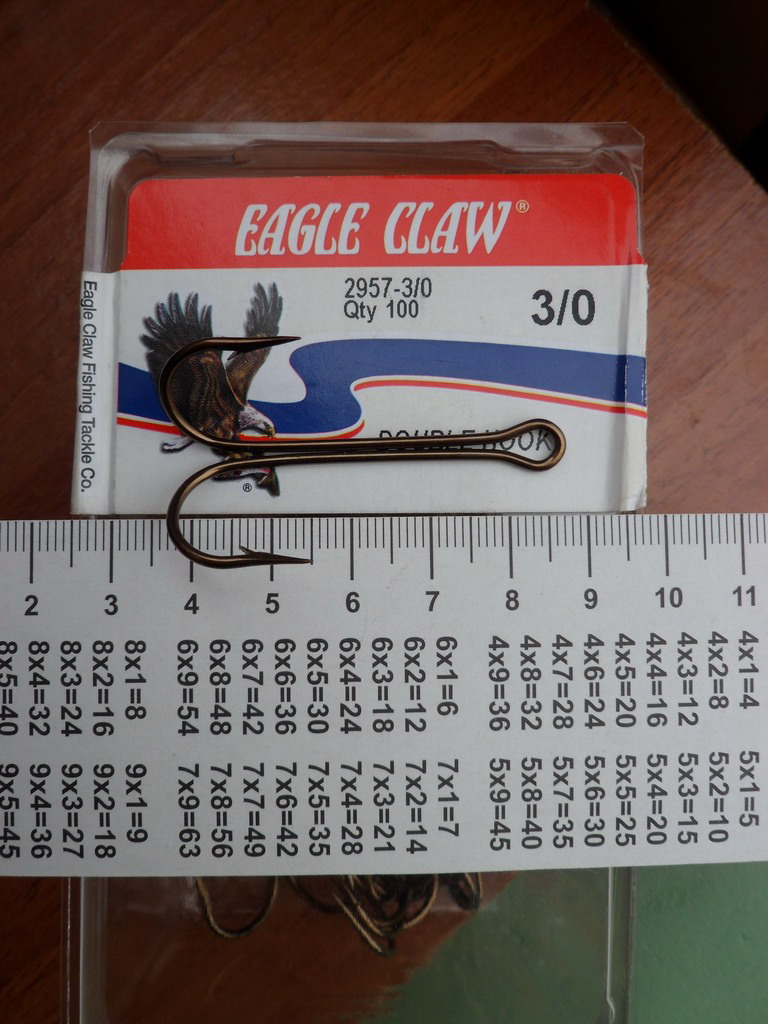 EAGLE CLAW®
2957-3/0
Qty 100
3/0
Eagle Claw Fishing Tackle Co.
DOUBLE HOOK
®
2 3 4 5 6 7 8 9 10 11
4x1=4
4x2=8
4x3=12
4x4=16
4x5=20
4x6=24
4x7=28
4x8=32
4x9=36
6x1=6
6x2=12
6x3=18
6x4=24
6x5=30
6x6=36
6x7=42
6x8=48
6x9=54
8x1=8
8x2=16
8x3=24
8x4=32
8x5=40
5x1=5
5x2=10
5x3=15
5x4=20
5x5=25
5x6=30
5x7=35
5x8=40
5x9=45
7x1=7
7x2=14
7x3=21
7x4=28
7x5=35
7x6=42
7x7=49
7x8=56
7x9=63
9x1=9
9x2=18
9x3=27
9x4=36
9x5=45